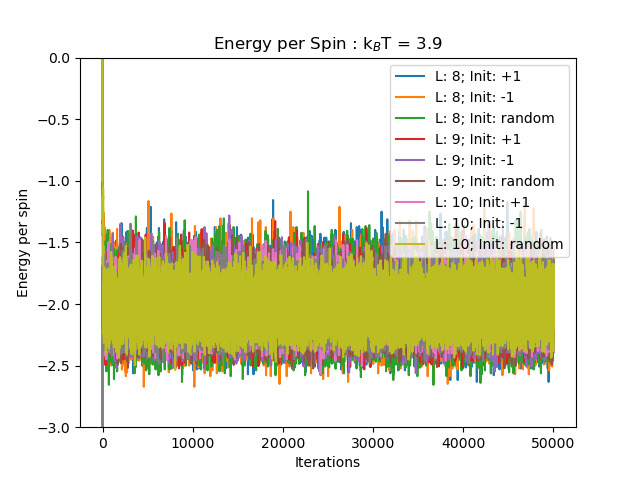 Energy per Spin : k_BT = 3.9
0.0
−0.5
−1.0
−1.5
−2.0
−2.5
−3.0
Energy per spin
L: 8; Init: +1
L: 8; Init: -1
L: 8; Init: random
L: 9; Init: +1
L: 9; Init: -1
L: 9; Init: random
L: 10; Init: +1
L: 10; Init: -1
L: 10; Init: random
0 10000 20000 30000 40000 50000
Iterations